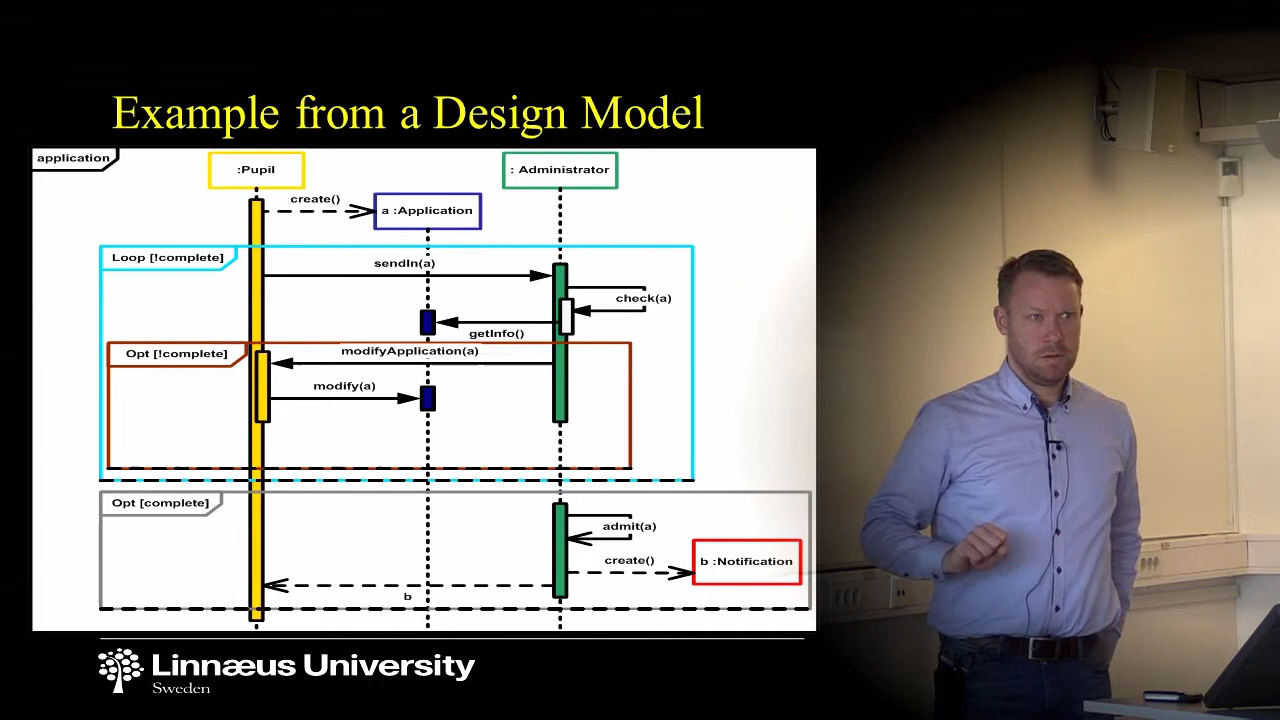 Example from a Design Model
application
:Pupil
: Administrator
create()
a :Application
Loop [!complete]
sendIn(a)
check(a)
getInfo()
Opt [!complete]
modifyApplication(a)
modify(a)
Opt [complete]
admit(a)
create()
b :Notification
b
Linnæus University
Sweden